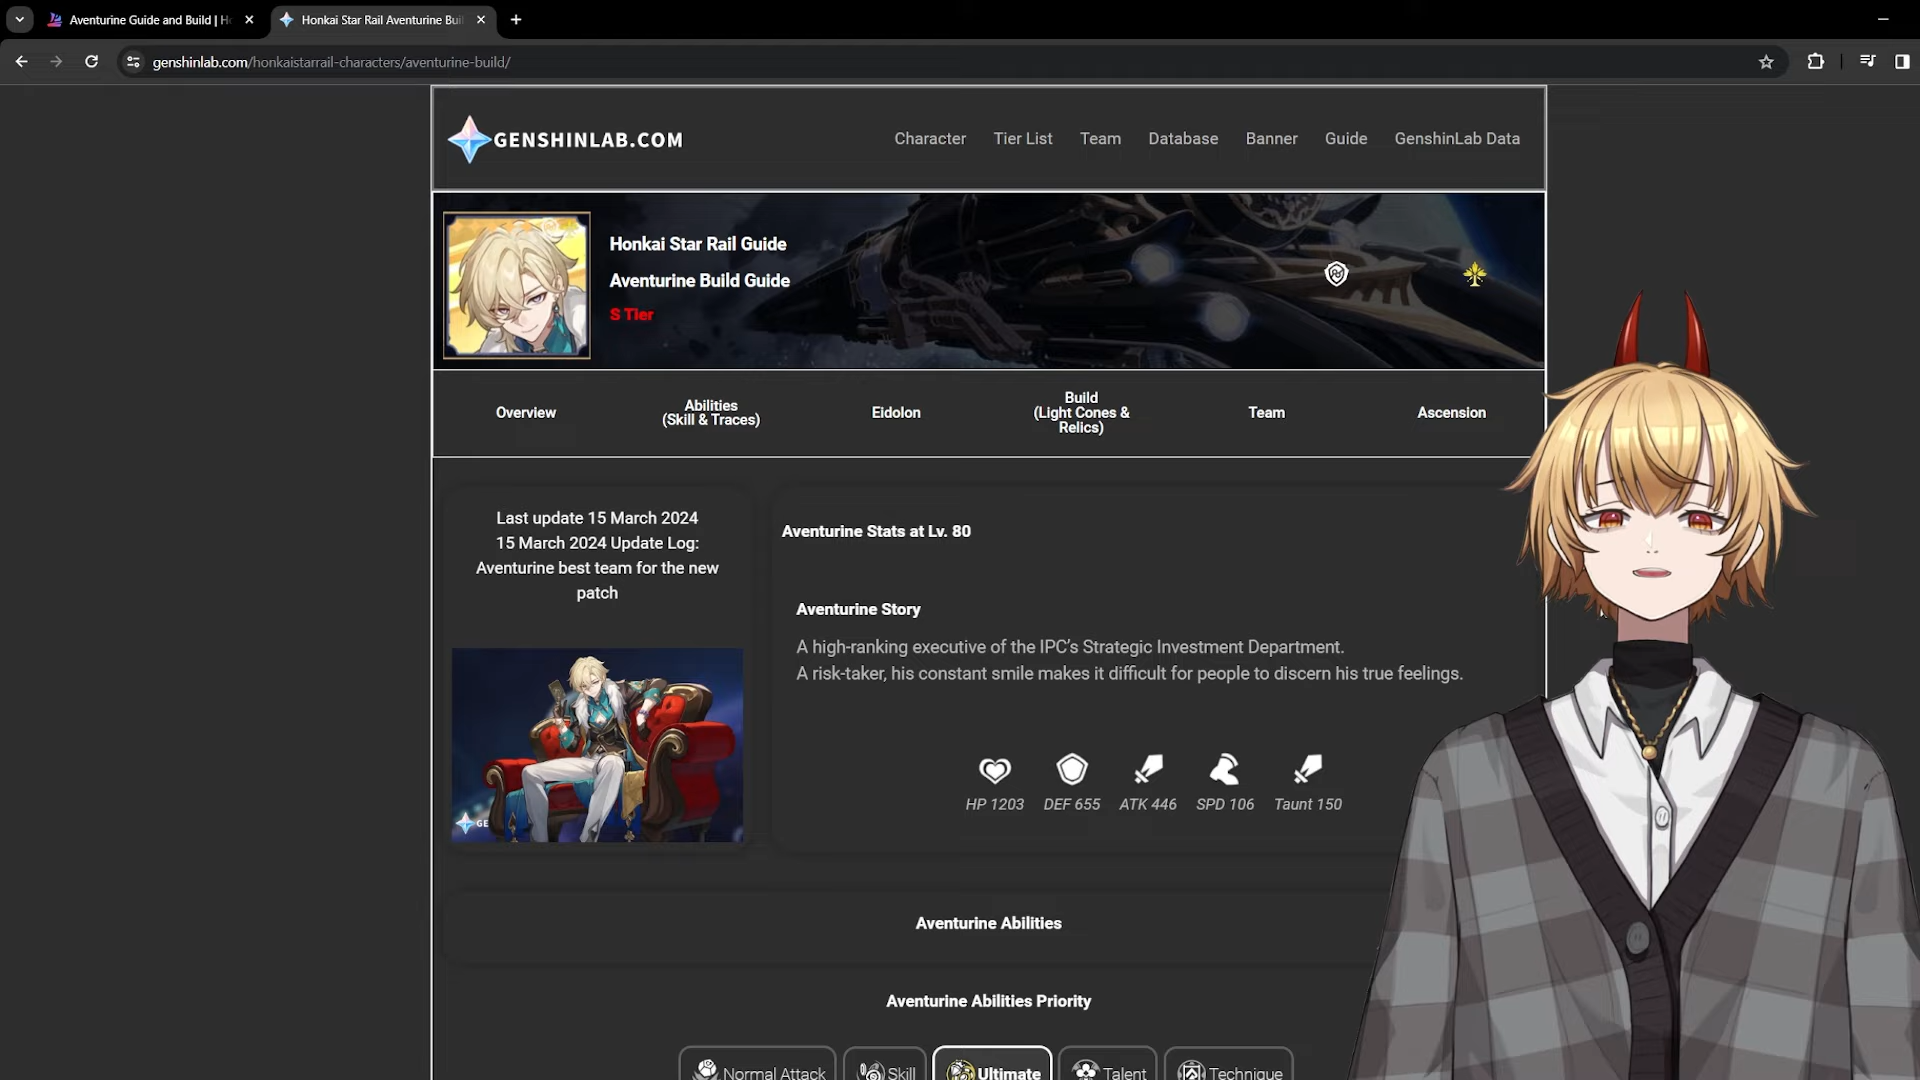 Aventurine Guide and Build | H
Honkai Star Rail Aventurine Buil
genshinlab.com/honkaistarrail-characters/aventurine-build/
GENSHINLAB.COM
Character
Tier List
Team
Database
Banner
Guide
GenshinLab Data
Honkai Star Rail Guide
Aventurine Build Guide
S Tier
Overview
Abilities
(Skill & Traces)
Eidolon
Build
(Light Cones &
Relics)
Team
Ascension
Last update 15 March 2024
15 March 2024 Update Log:
Aventurine best team for the new
patch
GE
Aventurine Stats at Lv. 80
Aventurine Story
A high-ranking executive of the IPC’s Strategic Investment Department.
A risk-taker, his constant smile makes it difficult for people to discern his true feelings.
HP 1203
DEF 655
ATK 446
SPD 106
Taunt 150
Aventurine Abilities
Aventurine Abilities Priority
Normal Attack
Skill
Ultimate
Talent
Technique